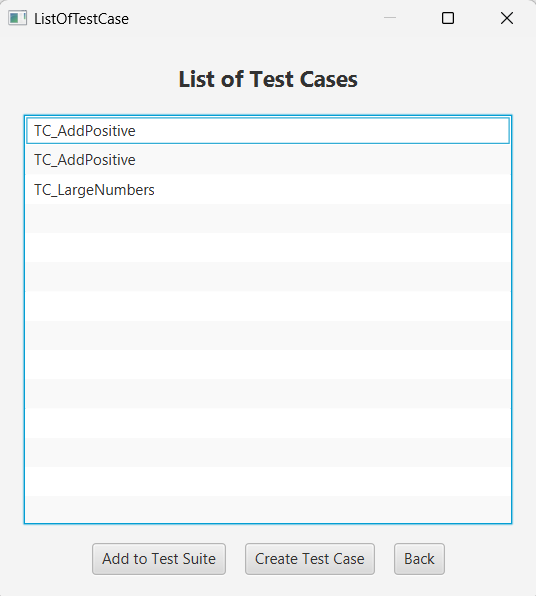 ListOfTestCase
List of Test Cases
TC_AddPositive
TC_AddPositive
TC_LargeNumbers
Add to Test Suite
Create Test Case
Back